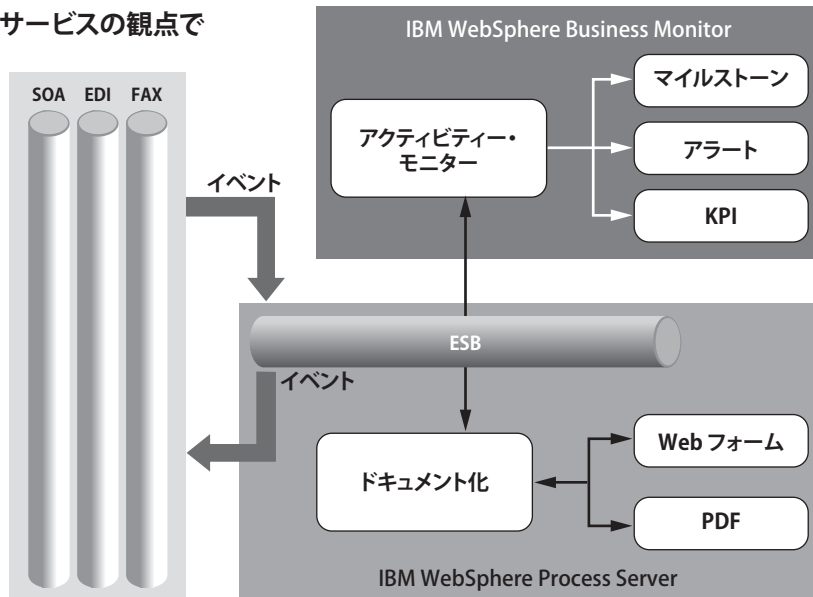 サービスの観点で
IBM WebSphere Business Monitor
SOA EDI FAX
マイルストーン
アクティビティー・
モニター
アラート
イベント
KPI
ESB
イベント
Web フォーム
ドキュメント化
PDF
IBM WebSphere Process Server